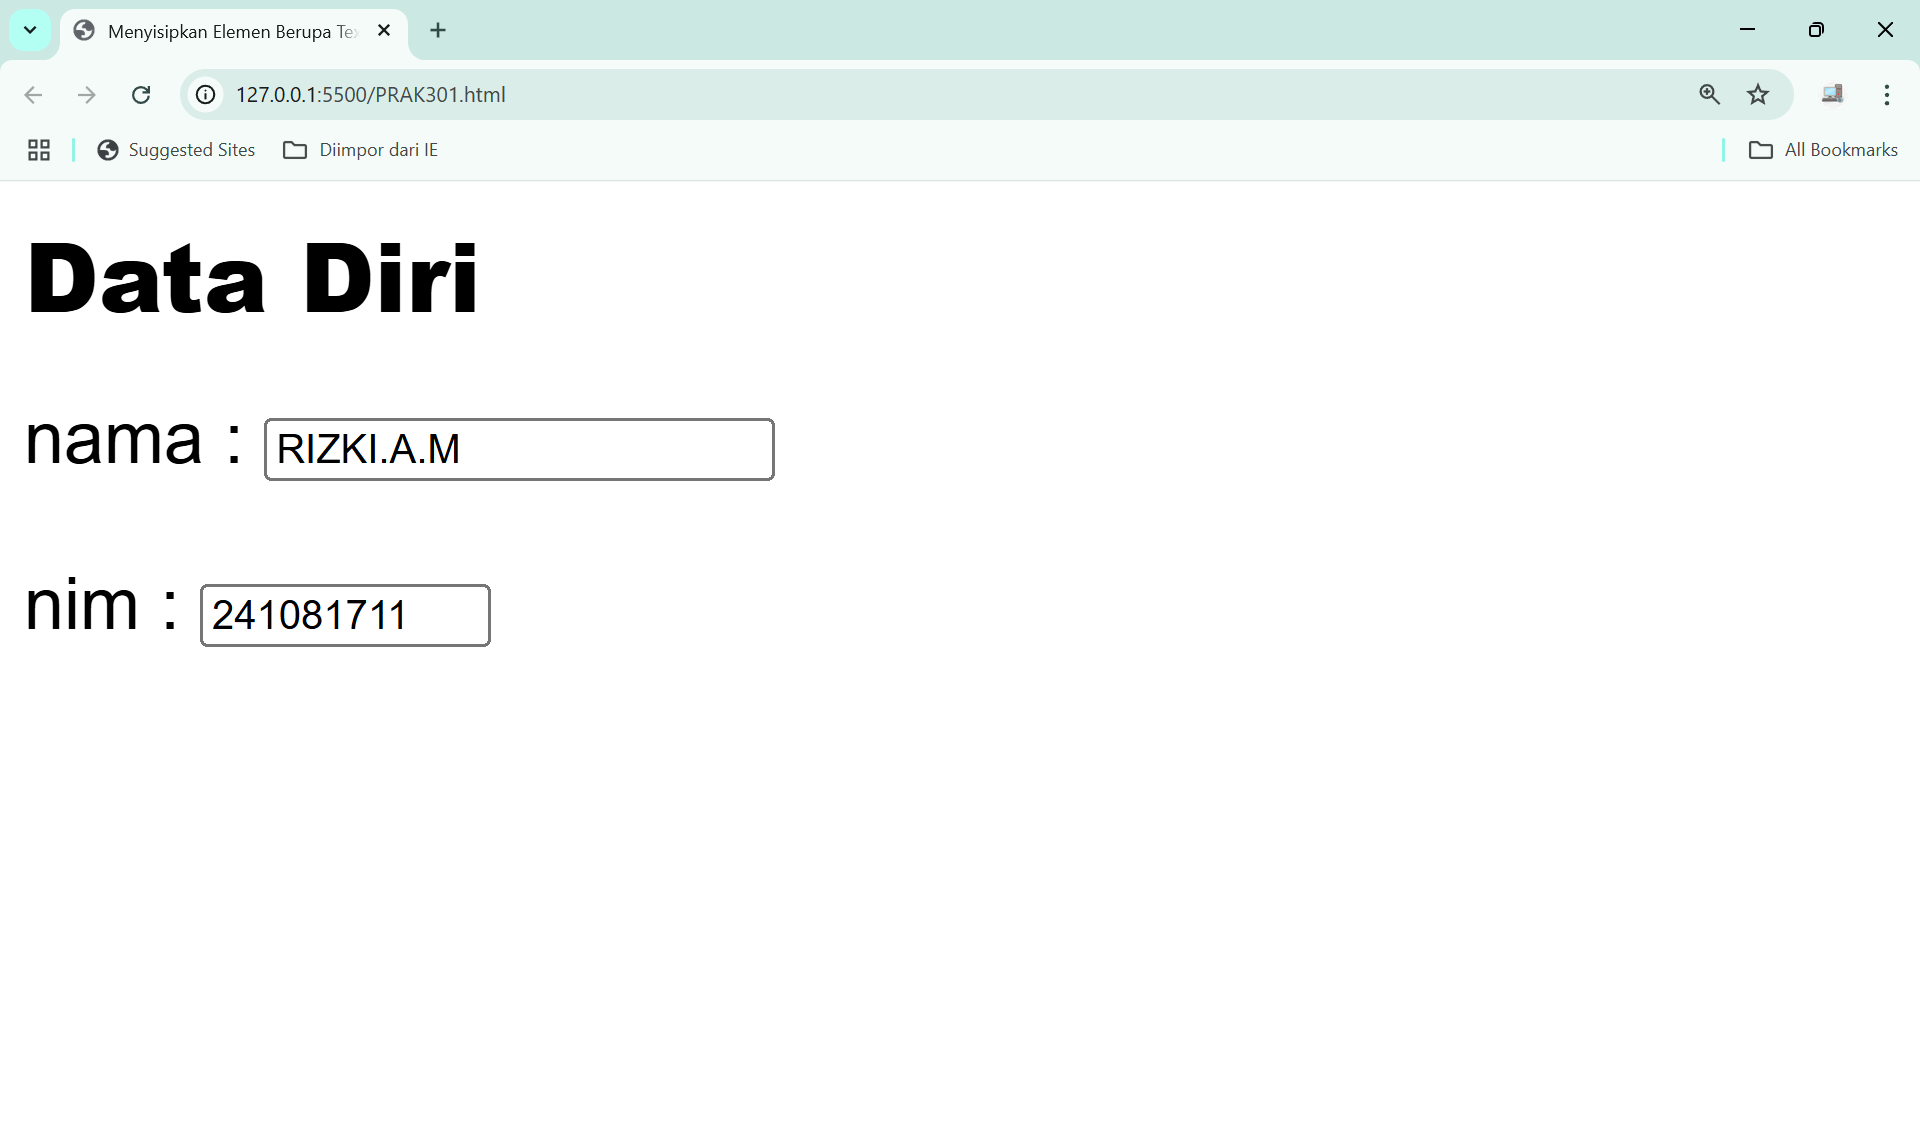 Menyisipkan Elemen Berupa Te
127.0.0.1:5500/PRAK301.html
Suggested Sites
Diimpor dari IE
All Bookmarks
Data Diri
nama : RIZKI.A.M
nim : 241081711